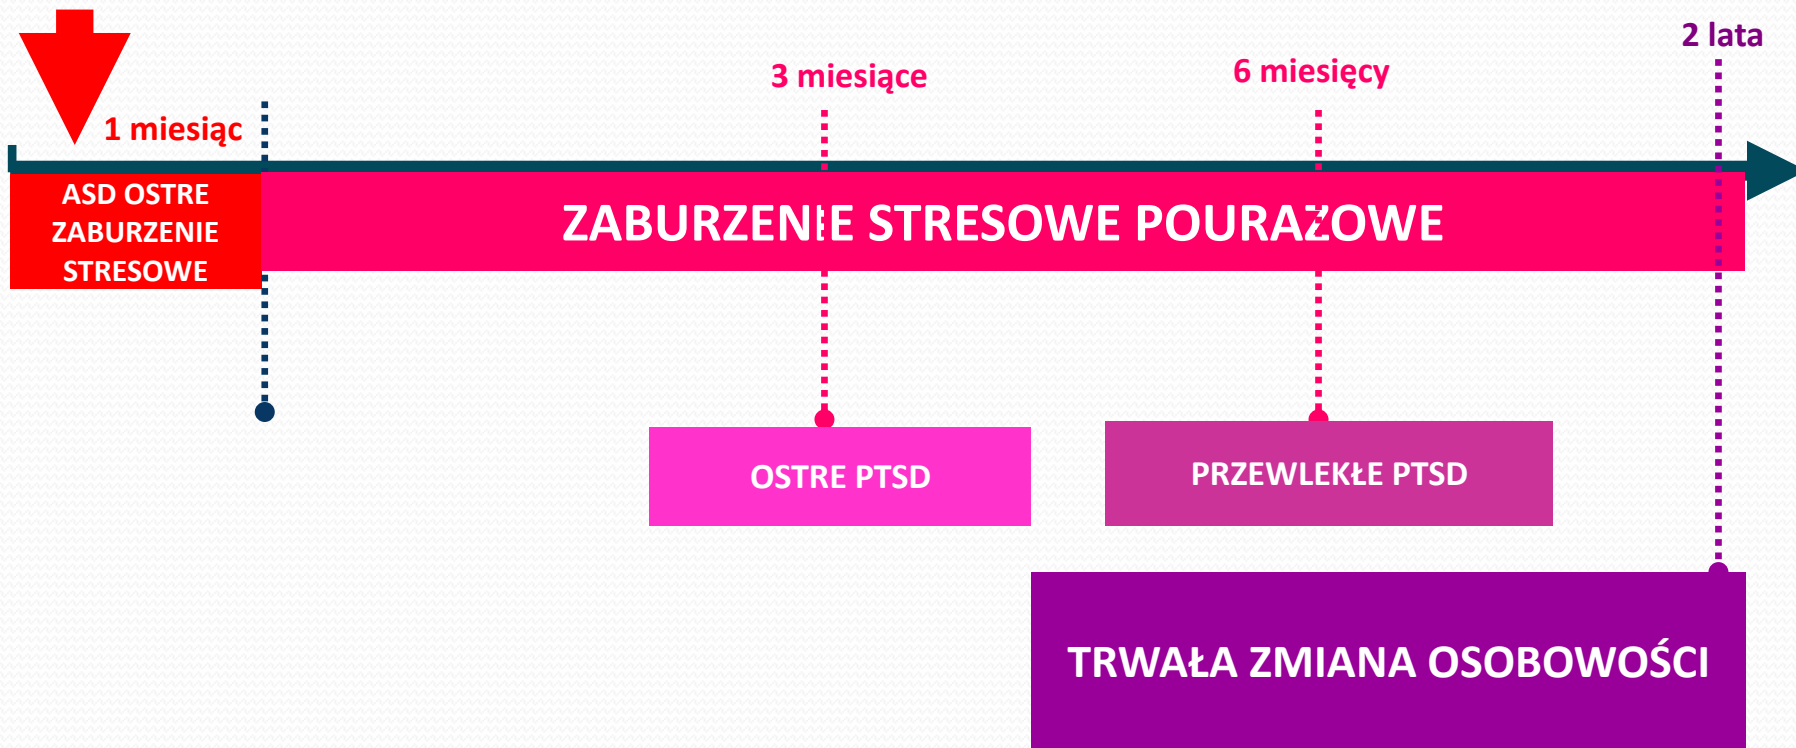 2 lata
3 miesiące
6 miesięcy
1 miesiąc
ASD OSTRE
ZABURZENIE
STRESOWE
ZABURZENIE STRESOWE POURAZOWE
OSTRE PTSD
PRZEWLEKŁE PTSD
TRWAŁA ZMIANA OSOBOWOŚCI